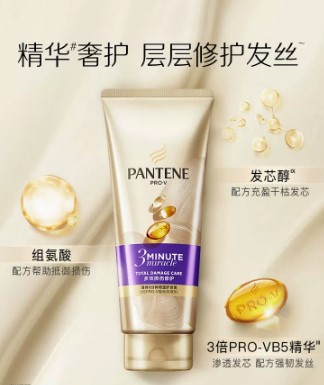 精华#奢护 层层修护发丝~
发芯醇α
配方充盈干枯发芯
PANTENE
PRO-V
组氨酸
配方帮助抵御损伤
3 MINUTE
miracle
TOTAL DAMAGE CARE
多效损伤修护
PRO-V
3倍PRO-VB5精华
渗透发芯 配方强韧发丝